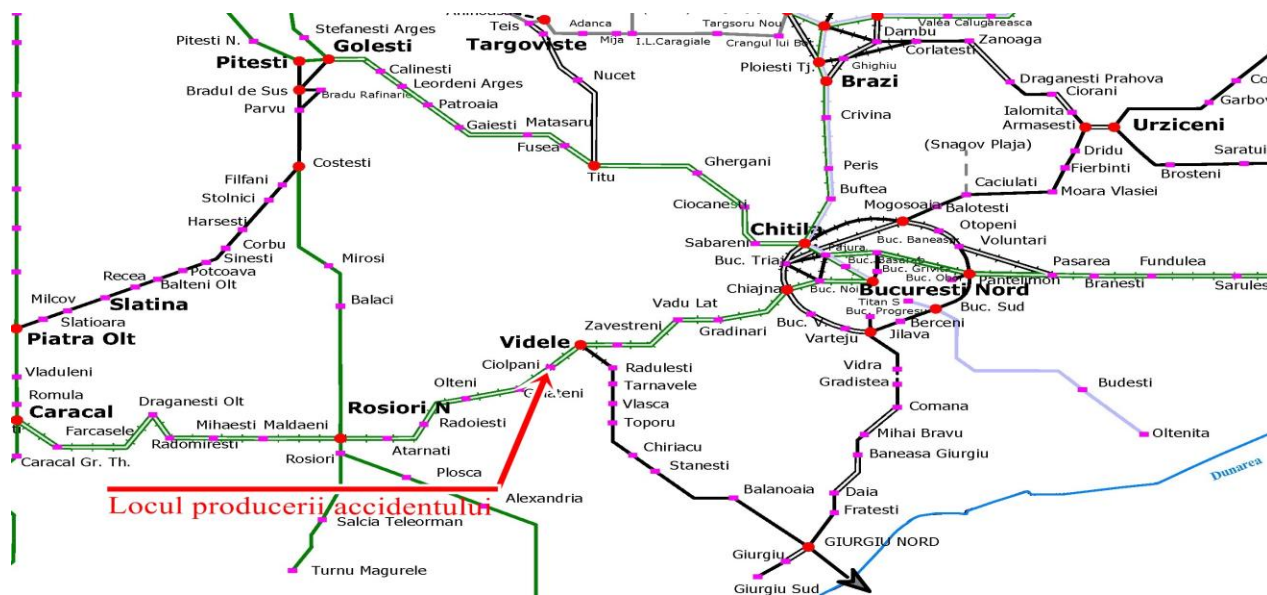 Stefanesti Arges
Pitesti N.
Golesti
Pitesti
Calinesti
Bradul de Sus
Bradu Rafinarie
Leordeni Arges
Parvu
Patroaia
Gaiesti
Matasaru
Fusea
Costesti
Titu
Teis
Targoviste
Adanca
Mija
I.L.Caragiale
Targsoru Nou
Crangul lui Bot
Nucet
Ploiesti Tj.
Ghighiu
Brazi
Valea Calugareasca
Dambu
Corlatesti
Zanoaga
Draganesti Prahova
Ciorani
Ialomita
Armasesti
Urziceni
Garbov
Saratui
Brosteni
Dridu
Fierbinti
Moara Vlasiei
(Snagov Plaja)
Caciulati
Balotesti
Crivina
Peris
Buftea
Mogosoaia
Otopeni
Voluntari
Ghergani
Ciocanesti
Sabareni
Chitila
Buc. Baneasa
Pajura
Buc. Triaj
Buc. Basarab
Buc. Grivita
Buc. Ob
Pantelimon
Pasarea
Branesti
Fundulea
Sarules
Chiajna
Buc. Noi
Bucuresti Nord
Titan S
Buc. Progresu
Buc. Sud
Berceni
Jilava
Buc. V.
Varteju
Filfani
Stolnici
Harsesti
Corbu
Sinesti
Potcoava
Recea
Balteni Olt
Slatina
Milcov
Slatioara
Piatra Olt
Mirosi
Balaci
Vladuleni
Romula
Caracal
Draganesti Olt
Farcasele
Radomiresti
Mihaesti
Maldaeni
Caracal Gr. Th.
Rosiori N
Rosiori
Atarnati
Radoiesti
Olteni
Ciolpani
Videle
Zavestreni
Vadu Lat
Gradinari
Radulesti
Tarnavele
Vlasca
Toporu
Chiriacu
Stanesti
Balanoaia
Vidra
Gradistea
Comana
Mihai Bravu
Baneasa Giurgiu
Daia
Fratesti
GIURGIU NORD
Giurgiu
Giurgiu Sud
Budesti
Oltenita
Dunarea
Plosca
Alexandria
Salcia Teleorman
Turnu Magurele
Locul producerii accidentului